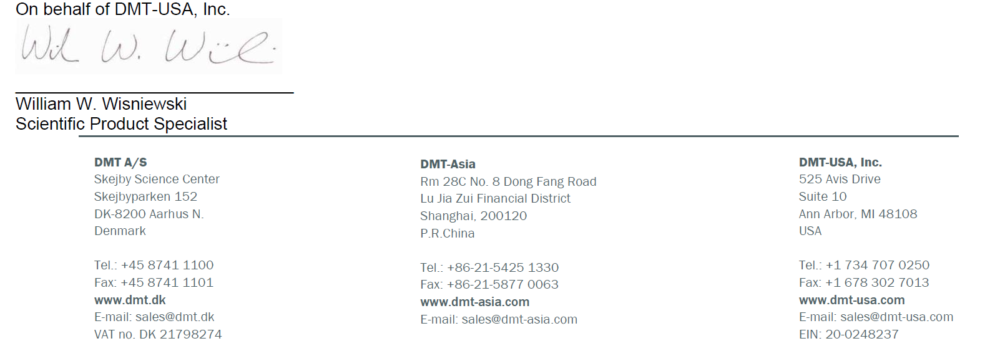 On behalf of DMT-USA, Inc.
Wil W. Wi
William W. Wisniewski
Scientific Product Specialist
DMT A/S
Skejby Science Center
Skejbyparken 152
DK-8200 Aarhus N.
Denmark
Tel.: +45 8741 1100
Fax: +45 8741 1101
www.dmt.dk
E-mail: sales@dmt.dk
VAT no. DK 21798274
DMT-Asia
Rm 28C No. 8 Dong Fang Road
Lu Jia Zui Financial District
Shanghai, 200120
P.R.China
Tel.: +86-21-5425 1330
Fax: +86-21-5877 0063
www.dmt-asia.com
E-mail: sales@dmt-asia.com
DMT-USA, Inc.
525 Avis Drive
Suite 10
Ann Arbor, MI 48108
USA
Tel.: +1 734 707 0250
Fax: +1 678 302 7013
www.dmt-usa.com
E-mail: sales@dmt-usa.com
EIN: 20-0248237